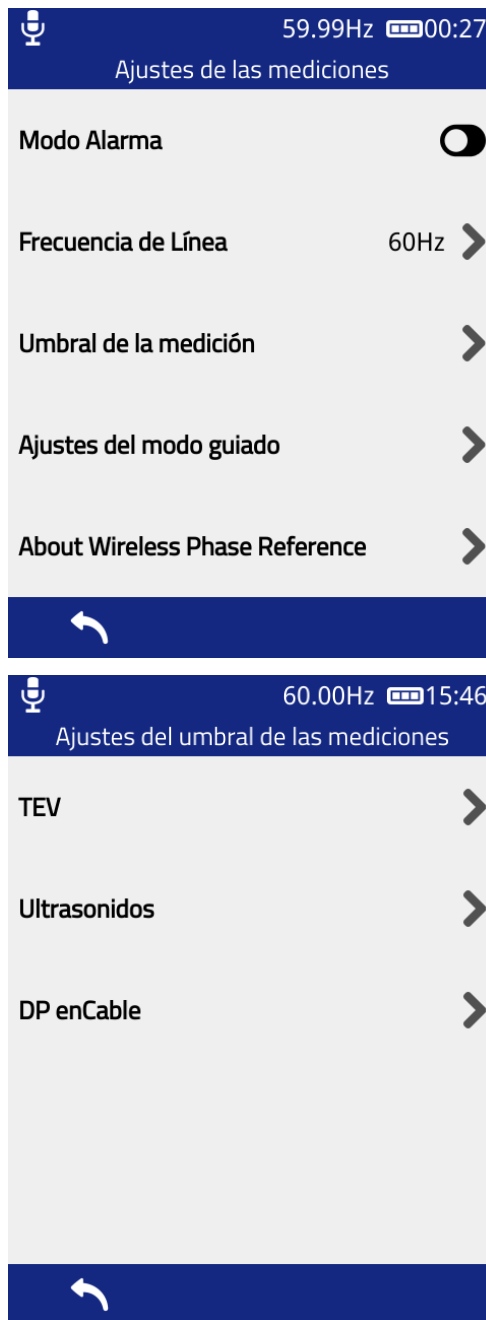 59.99Hz 00:27
Ajustes de las mediciones
Modo Alarma
Frecuencia de Línea 60Hz
Umbral de la medición
Ajustes del modo guiado
About Wireless Phase Reference
60.00Hz 15:46
Ajustes del umbral de las mediciones
TEV
Ultrasonidos
DP enCable